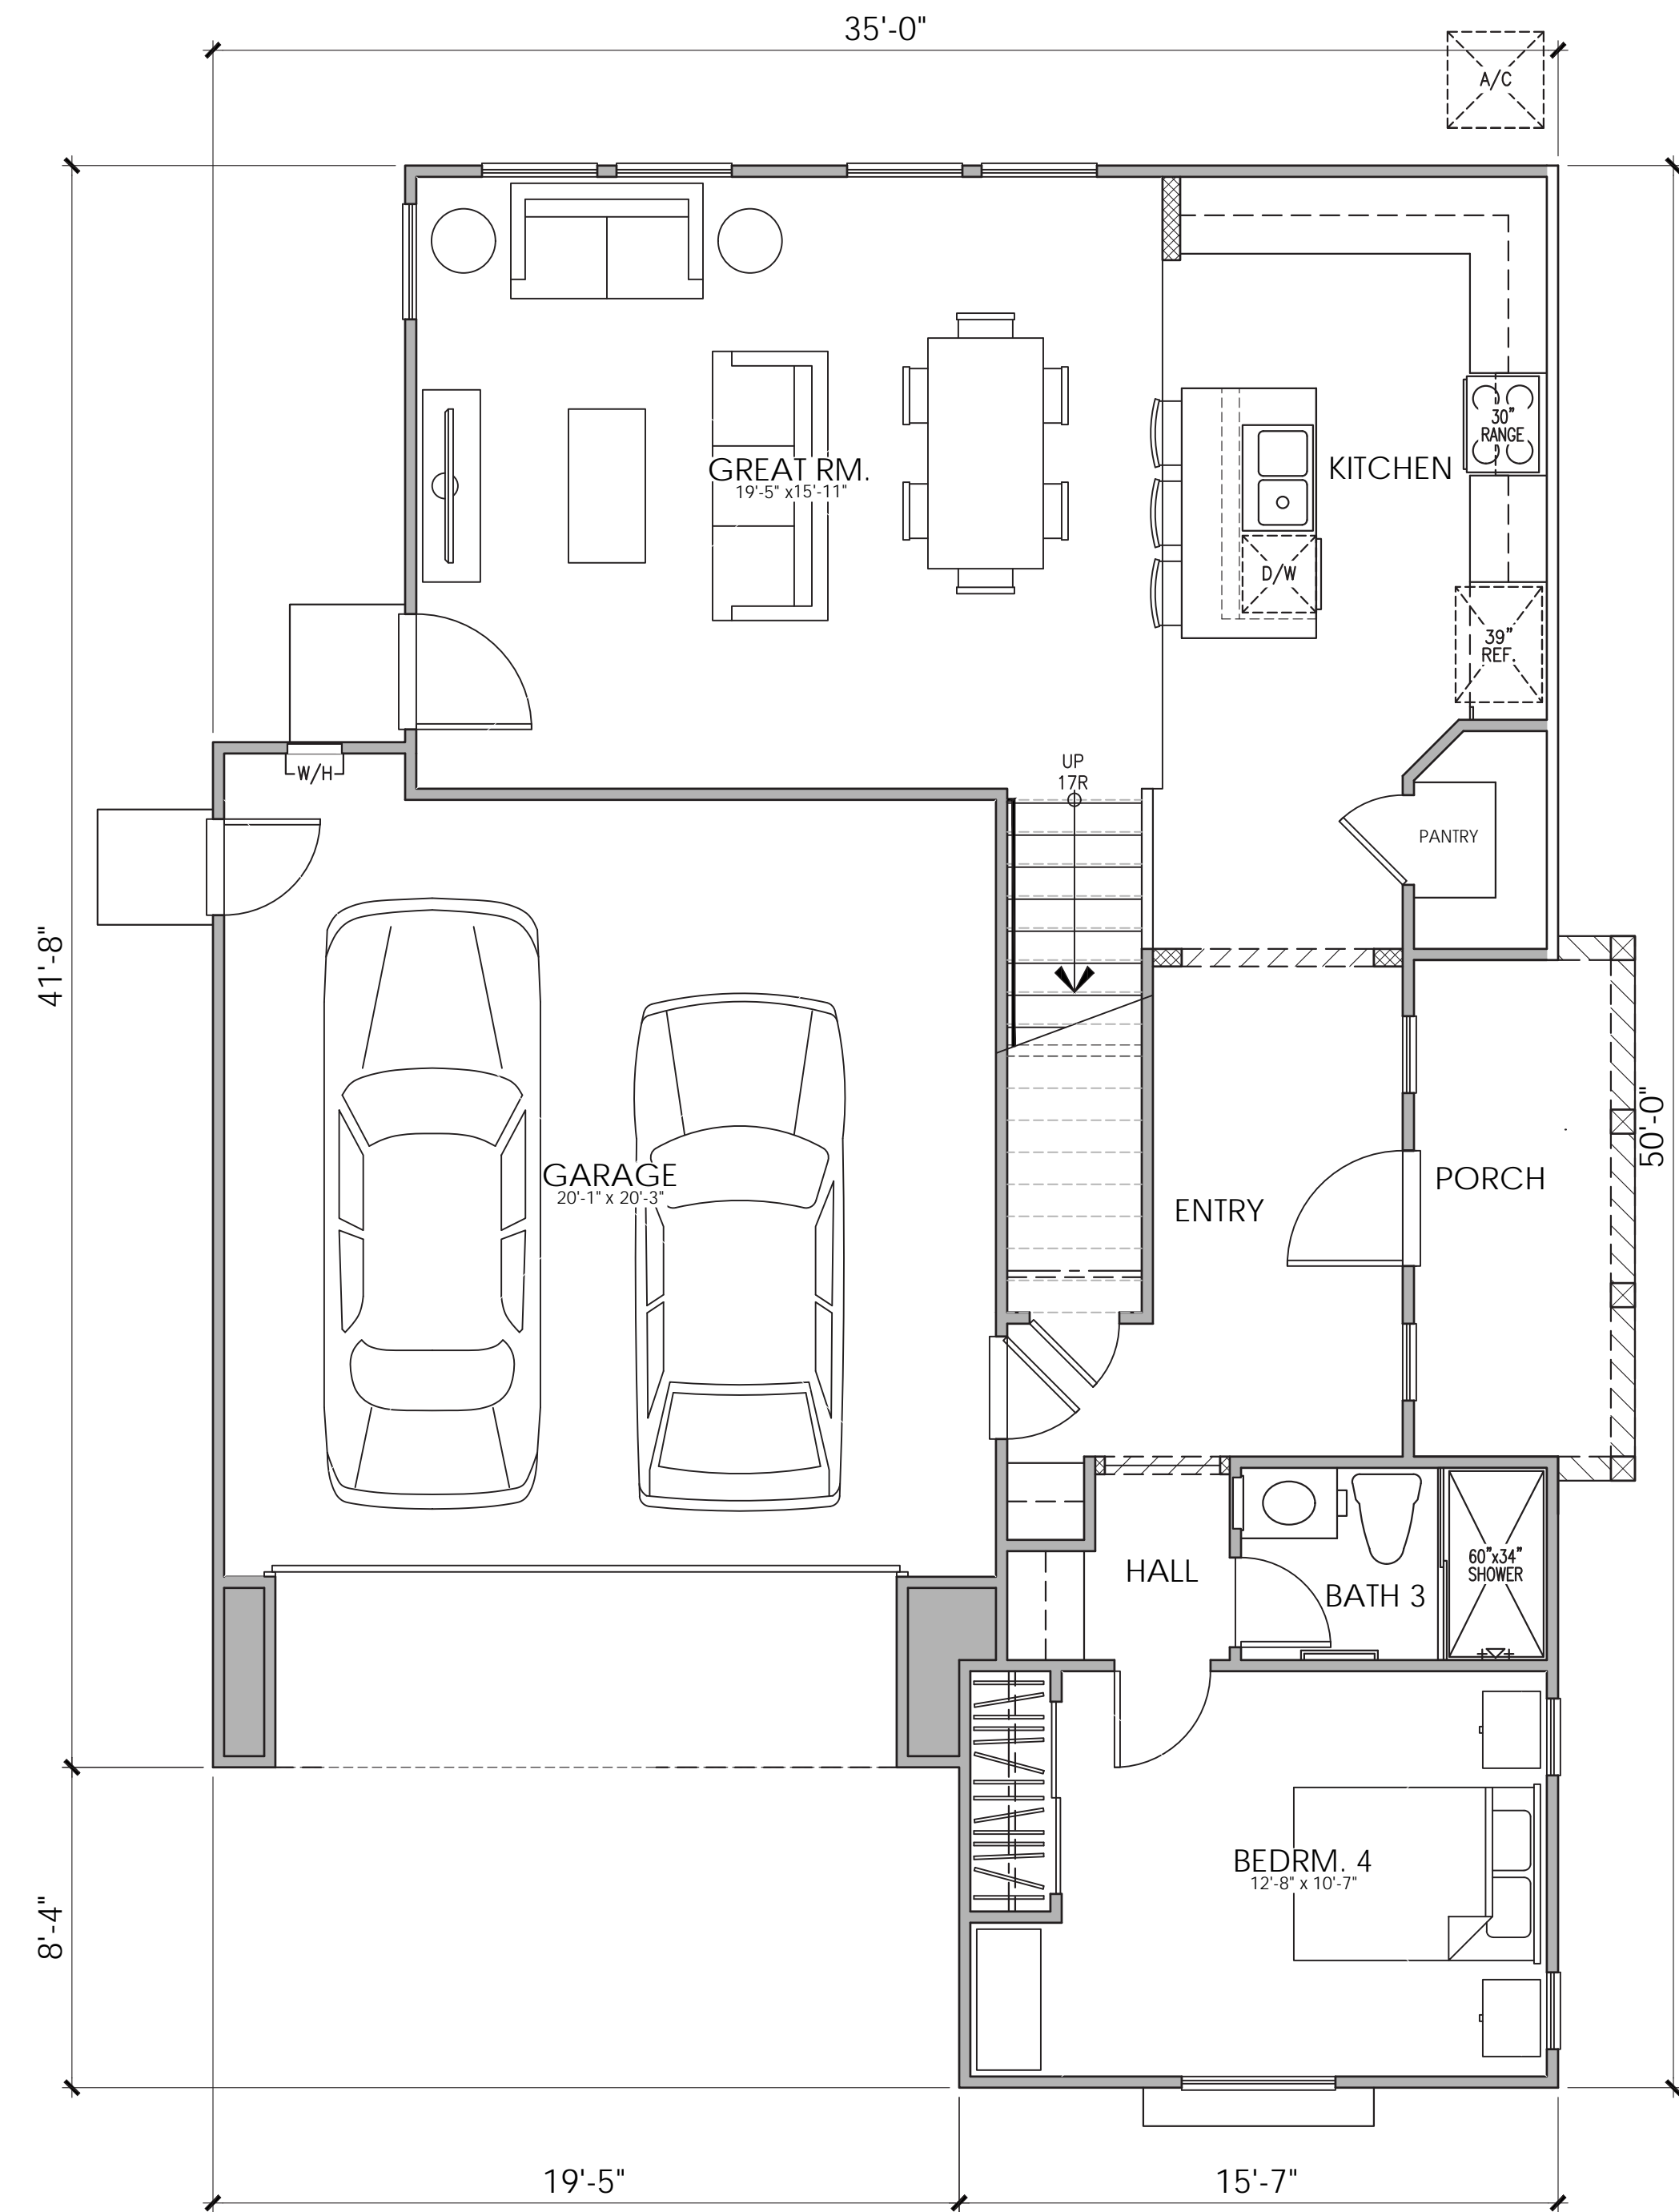 35'-0"
A/C
30"
RANGE
GREAT RM.
19'-5" x15'-11"
KITCHEN
D/W
39"
REF.
UP
17R
W/H
PANTRY
41'-8"
50'-0"
GARAGE
20'-1" x 20'-3"
PORCH
ENTRY
HALL
BATH 3
60"x34"
SHOWER
BEDRM. 4
12'-8" x 10'-7"
8'-4"
19'-5"
15'-7"